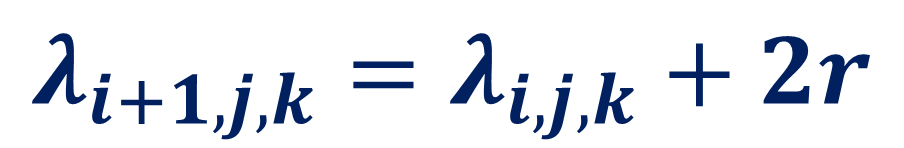 λ_{i+1,j,k} = λ_{i,j,k} + 2r